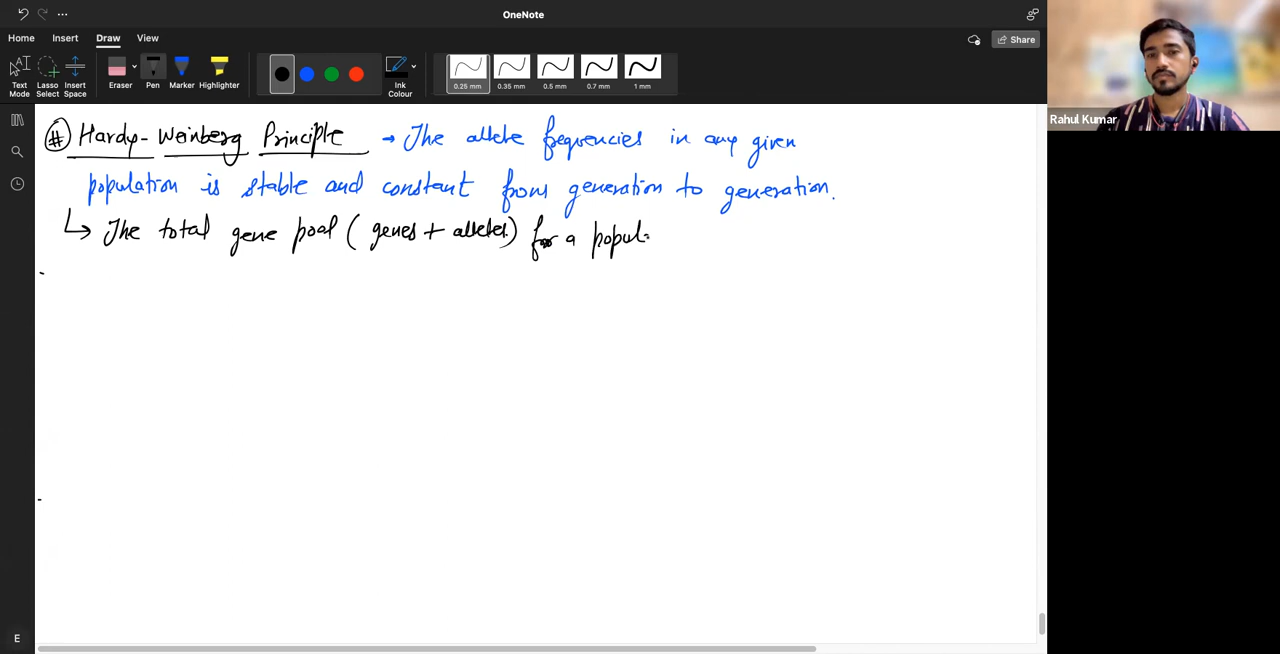 OneNote
Home Insert Draw View
Share
Text Mode
Lasso Select
Insert Space
Eraser
Pen
Marker
Highlighter
Ink Colour
0.25 mm 0.35 mm 0.5 mm 0.7 mm 1 mm
Rahul Kumar
# Hardy-Weinberg Principle → The allele frequencies in any given
population is stable and constant from generation to generation.
↳ The total gene pool (genes + alleles) for a popul
E